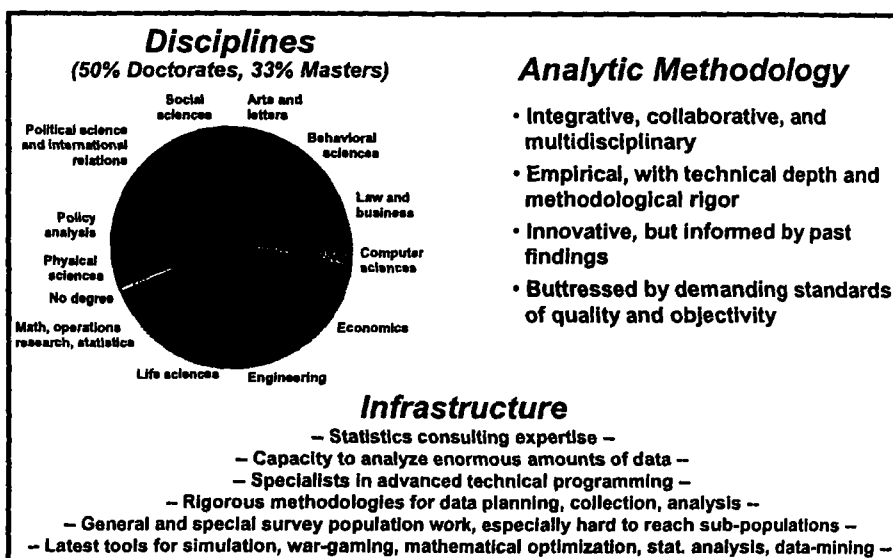 Disciplines
(50% Doctorates, 33% Masters)
Social
sciences
Arts and
letters
Political science
and international
relations
Behavioral
sciences
Law and
business
Policy
analysis
Computer
sciences
Physical
sciences
No degree
Math, operations
research, statistics
Economics
Life sciences
Engineering
Analytic Methodology
• Integrative, collaborative, and
multidisciplinary
• Empirical, with technical depth and
methodological rigor
• Innovative, but informed by past
findings
• Buttressed by demanding standards
of quality and objectivity
Infrastructure
– Statistics consulting expertise –
– Capacity to analyze enormous amounts of data –
– Specialists in advanced technical programming –
– Rigorous methodologies for data planning, collection, analysis –
– General and special survey population work, especially hard to reach sub-populations –
– Latest tools for simulation, war-gaming, mathematical optimization, stat. analysis, data-mining –